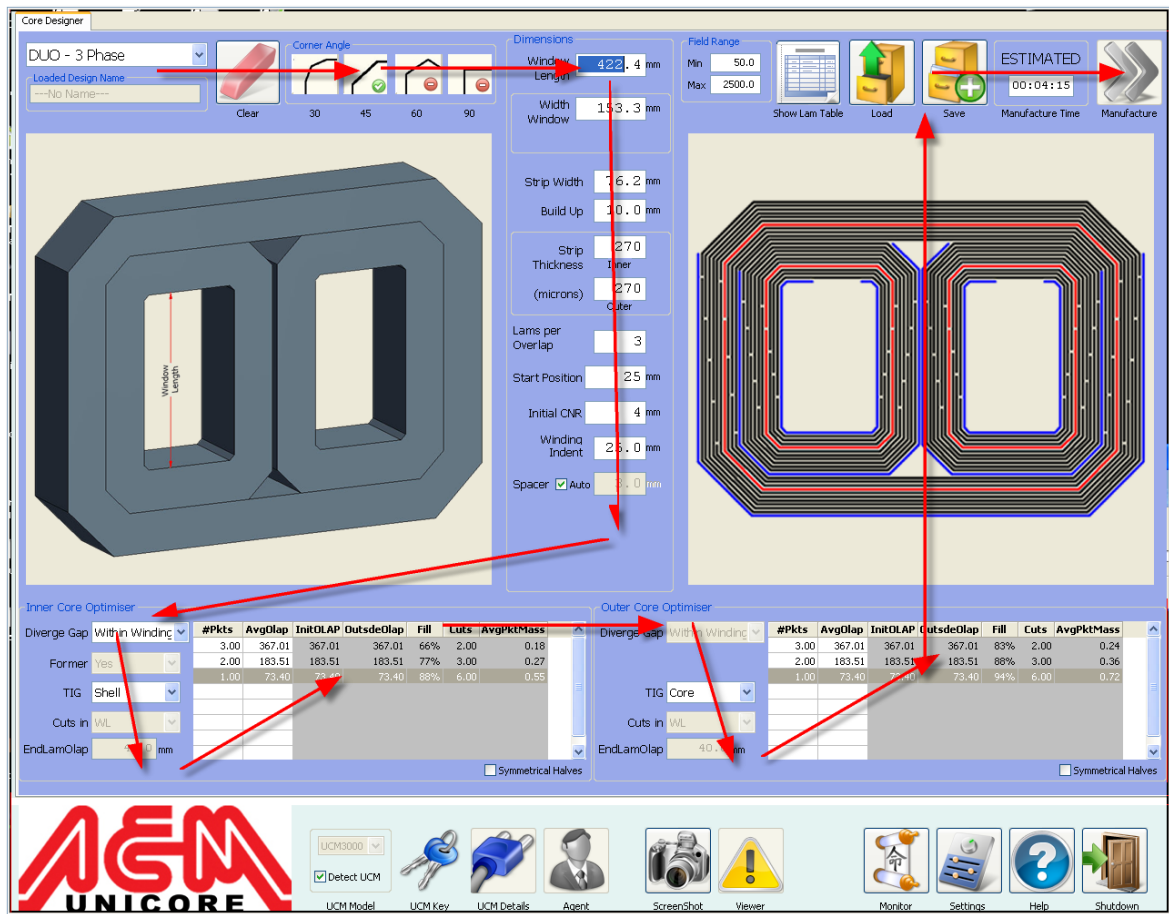 Core Designer
DUO - 3 Phase
Loaded Design Name
---No Name---
Clear
Corner Angle
30 45 60 90
Dimensions
Window Length 422.4 mm
Width Window 153.3 mm
Strip Width 76.2 mm
Build Up 10.0 mm
Strip Thickness 270 Inner
(microns) 270 Outer
Lams per Overlap 3
Start Position 25 mm
Initial CNR 4 mm
Winding Indent 25.0 mm
Spacer Auto 3.0 mm
Field Range
Min 50.0
Max 2500.0
Show Lam Table
Load
Save
ESTIMATED
00:04:15
Manufacture Time
Manufacture
Window Length
Inner Core Optimiser
Diverge Gap Within Winding
Former Yes
TIG Shell
Cuts in WL
EndLamOlap mm
#Pkts AvgOlap InitOLAP OutsdeOlap Fill Cuts AvgPktMass
3.00 367.01 367.01 367.01 66% 2.00 0.18
2.00 183.51 183.51 183.51 77% 3.00 0.27
1.00 73.40 73.40 73.40 88% 6.00 0.55
Symmetrical Halves
Outer Core Optimiser
Diverge Gap Within Winding
TIG Core
Cuts in WL
EndLamOlap 40.0 mm
#Pkts AvgOlap InitOLAP OutsdeOlap Fill Cuts AvgPktMass
3.00 367.01 367.01 367.01 83% 2.00 0.24
2.00 183.51 183.51 183.51 88% 3.00 0.36
1.00 73.40 73.40 73.40 94% 6.00 0.72
Symmetrical Halves
AEM
UNICORE
UCM3000
Detect UCM
UCM Model
UCM Key
UCM Details
Agent
ScreenShot
Viewer
命
Monitor
Settings
?
Help
Shutdown